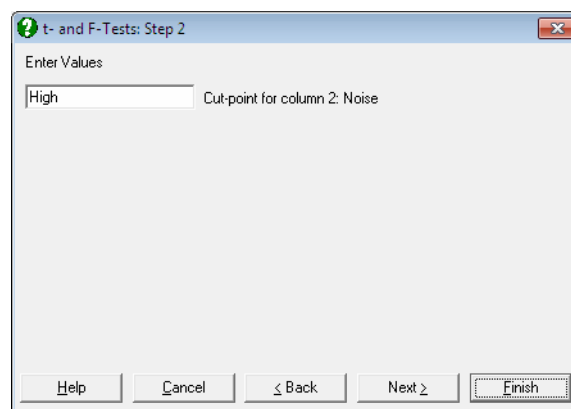 t- and F-Tests: Step 2
Enter Values
High Cut-point for column 2: Noise
Help Cancel < Back Next > Finish